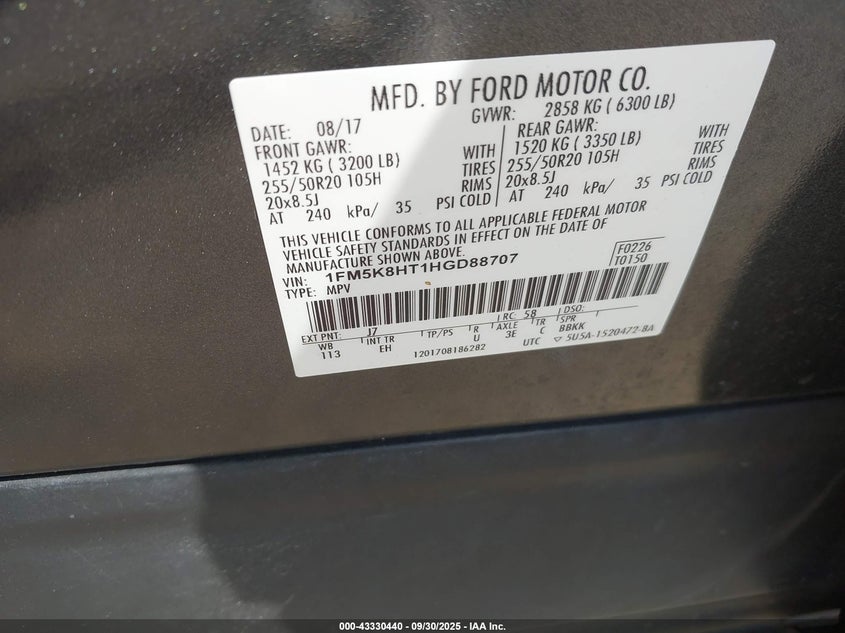 MFD. BY FORD MOTOR CO.
DATE: 08/17
GVWR: 2858 KG ( 6300 LB)
FRONT GAWR:
1452 KG ( 3200 LB) WITH
255/50R20 105H TIRES
20x8.5J RIMS
AT 240 kPa/ 35 PSI COLD
REAR GAWR:
1520 KG ( 3350 LB) WITH
255/50R20 105H TIRES
20x8.5J RIMS
AT 240 kPa/ 35 PSI COLD
THIS VEHICLE CONFORMS TO ALL APPLICABLE FEDERAL MOTOR
VEHICLE SAFETY STANDARDS IN EFFECT ON THE DATE OF
MANUFACTURE SHOWN ABOVE.
VIN: 1FM5K8HT1HGD88707
TYPE: MPV
F0226
T0150
EXT PNT: J7 RC: 58 DSO:
WB INT TR TP/PS R AXLE TR SPR
113 EH U 3E C BBKK
1201708186282 UTC ▽ 5U5A-1520472-BA
000-43330440 - 09/30/2025 - IAA Inc.